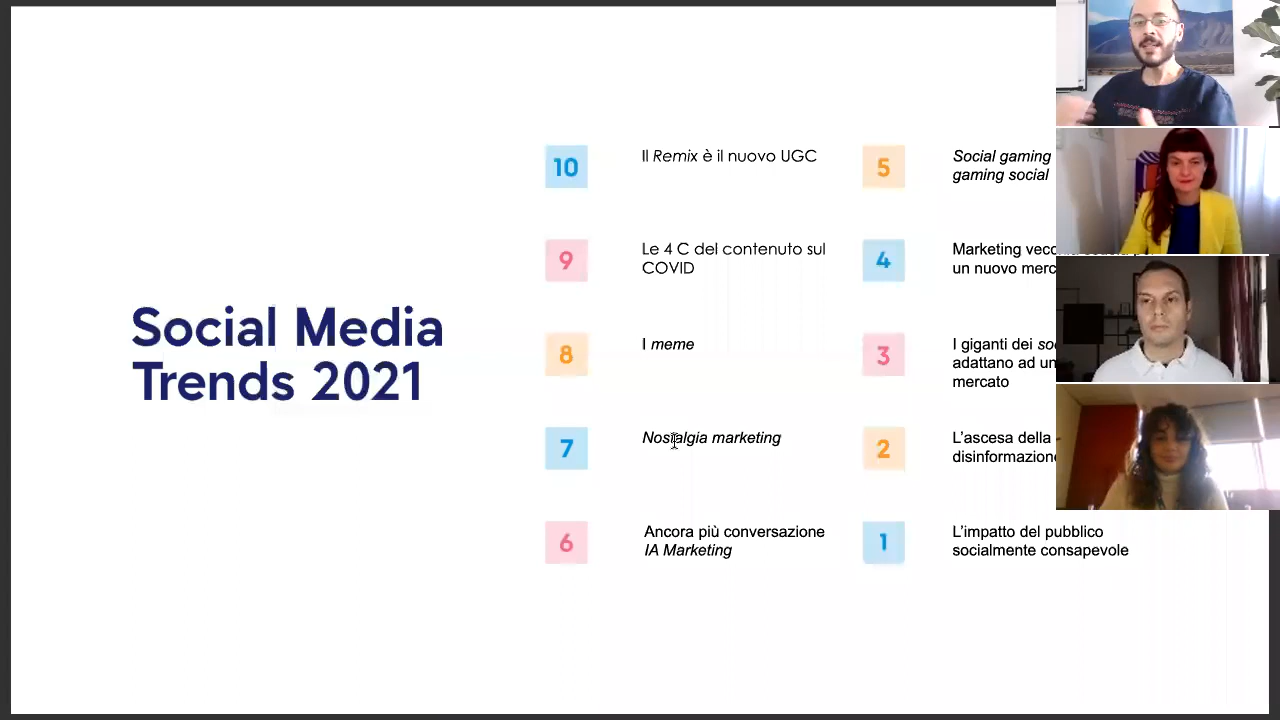 Social Media
Trends 2021
10
Il Remix è il nuovo UGC
9
Le 4 C del contenuto sul
COVID
8
I meme
7
Nostalgia marketing
6
Ancora più conversazione
IA Marketing
5
Social gaming
gaming social
4
Marketing
un nuovo
3
I giganti dei
adattano ad un
mercato
2
L'ascesa della
disinformazione
1
L'impatto del pubblico
socialmente consapevole